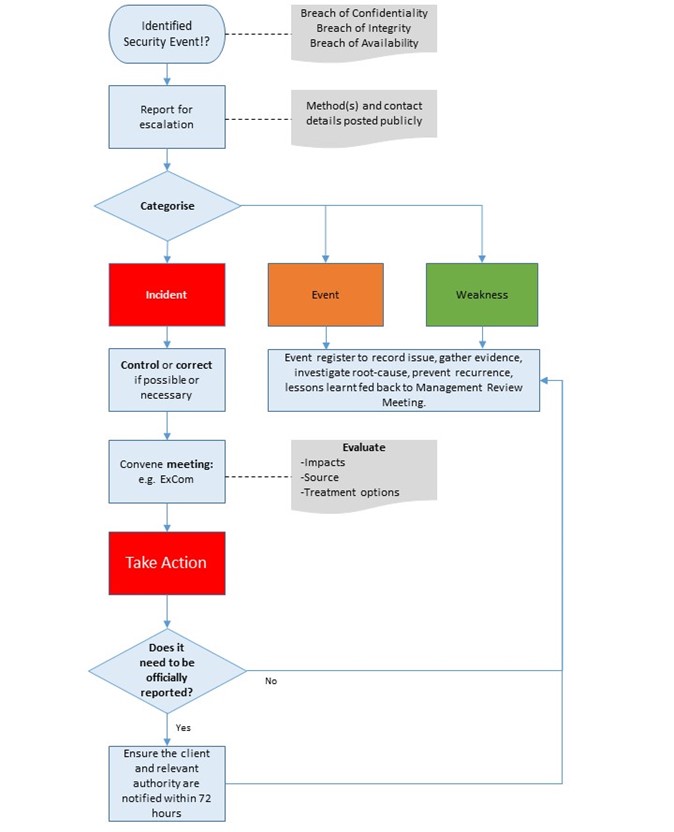 Identified
Security Event!?
Breach of Confidentiality
Breach of Integrity
Breach of Availability
Report for
escalation
Method(s) and contact
details posted publicly
Categorise
Incident
Event
Weakness
Control or correct
if possible or
necessary
Event register to record issue, gather evidence,
investigate root-cause, prevent recurrence,
lessons learnt fed back to Management Review
Meeting.
Convene meeting:
e.g. ExCom
Evaluate
-Impacts
-Source
-Treatment options
Take Action
Does it
need to be
officially
reported?
No
Yes
Ensure the client
and relevant
authority are
notified within 72
hours